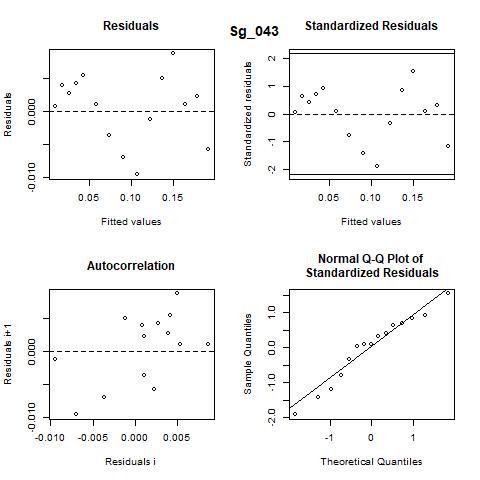 Sg_043
Residuals
Residuals
-0.010
0.000
0.05
0.10
0.15
Fitted values
Standardized Residuals
Standardized residuals
-2
-1
0
1
2
0.05
0.10
0.15
Fitted values
Autocorrelation
Residuals i+1
-0.010
0.000
-0.010
-0.005
0.000
0.005
Residuals i
Normal Q-Q Plot of
Standardized Residuals
Sample Quantiles
-2.0
-1.0
0.0
1.0
-1
0
1
Theoretical Quantiles